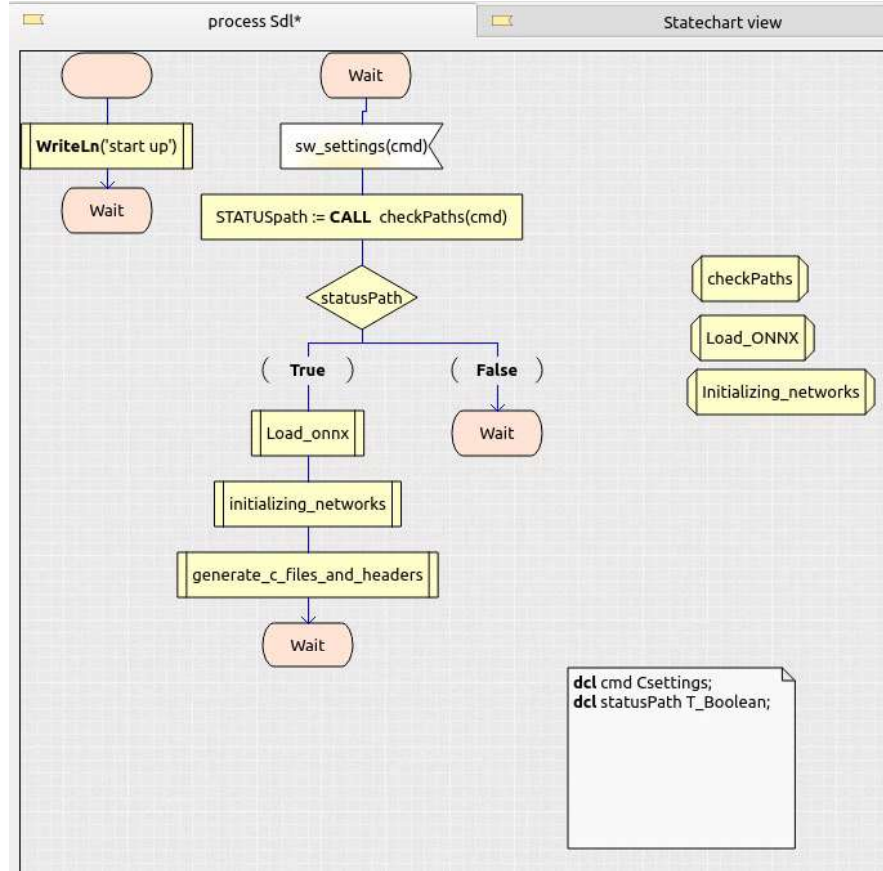 process Sdl*
Statechart view
Wait
WriteLn('start up')
sw_settings(cmd)
Wait
STATUSpath := CALL checkPaths(cmd)
checkPaths
statusPath
Load_ONNX
( True )
( False )
Initializing_networks
Load_onnx
Wait
initializing_networks
generate_c_files_and_headers
Wait
dcl cmd Csettings;
dcl statusPath T_Boolean;